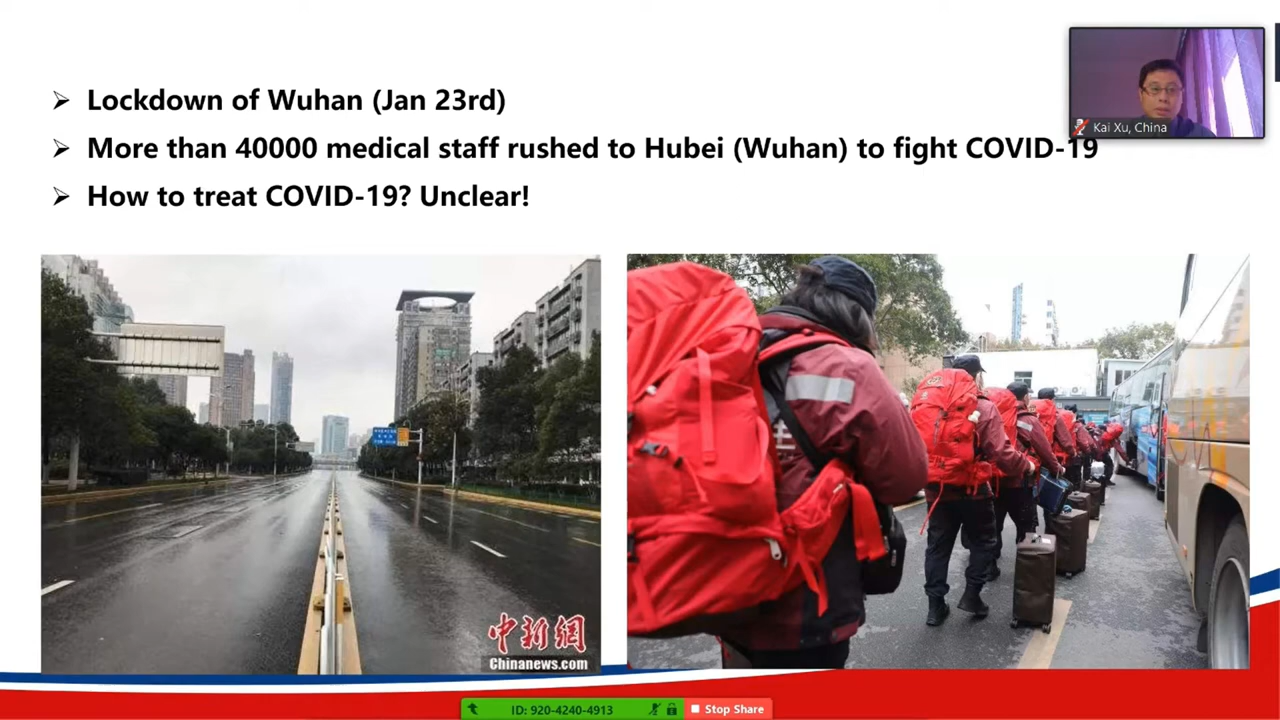 Lockdown of Wuhan (Jan 23rd)
More than 40000 medical staff rushed to Hubei (Wuhan) to fight COVID-19
How to treat COVID-19? Unclear!
Kai Xu, China
中新網
Chinanews.com
ID: 920-4240-4913
Stop Share